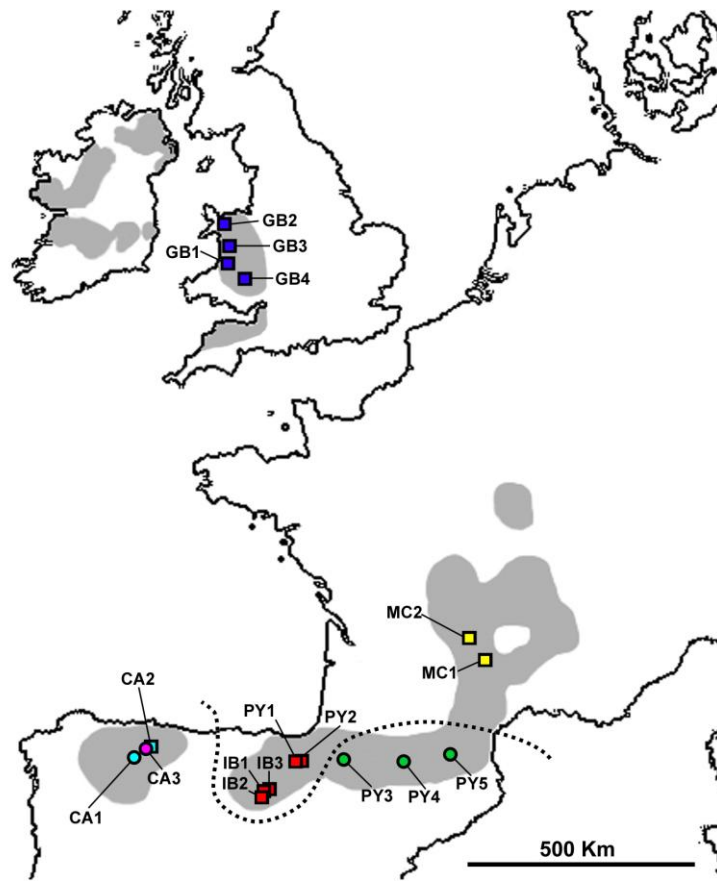 GB2
GB3
GB1
GB4
MC2
MC1
CA2
PY1
PY2
IB1
IB3
IB2
CA3
PY3
PY4
PY5
CA1
500 Km